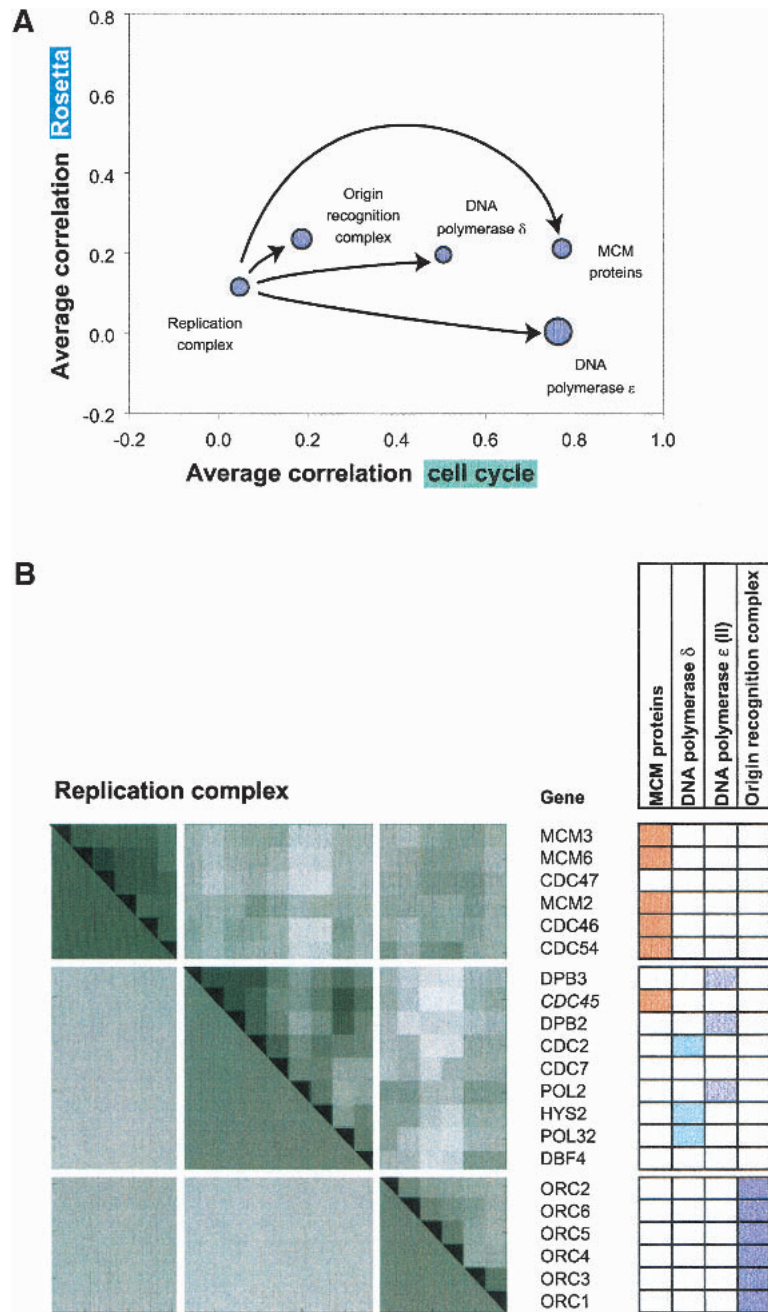 A
0.8
0.6
0.4
0.2
0.0
-0.2
Average correlation Rosetta
Origin
recognition
complex
DNA
polymerase δ
MCM
proteins
Replication
complex
DNA
polymerase ε
-0.2 0.0 0.2 0.4 0.6 0.8 1.0
Average correlation cell cycle
B
MCM proteins
DNA polymerase δ
DNA polymerase ε (II)
Origin recognition complex
Replication complex
Gene
MCM3
MCM6
CDC47
MCM2
CDC46
CDC54
DPB3
CDC45
DPB2
CDC2
CDC7
POL2
HYS2
POL32
DBF4
ORC2
ORC6
ORC5
ORC4
ORC3
ORC1